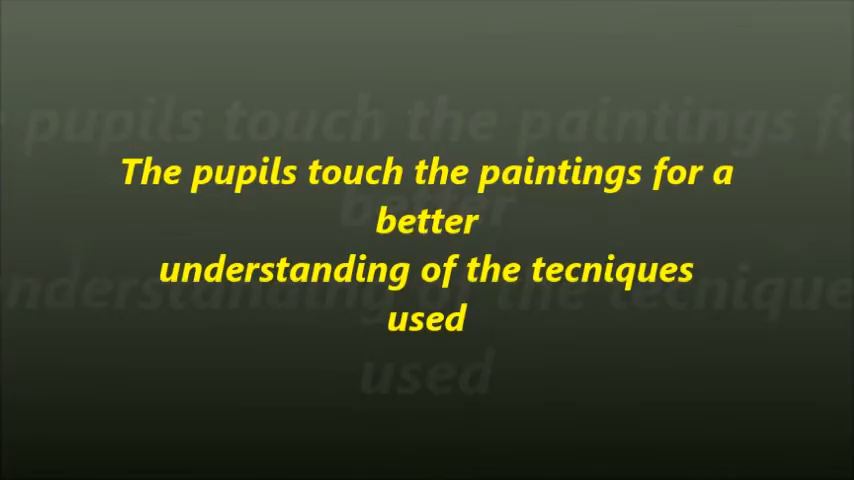 The pupils touch the paintings for a
better
understanding of the tecniques
used